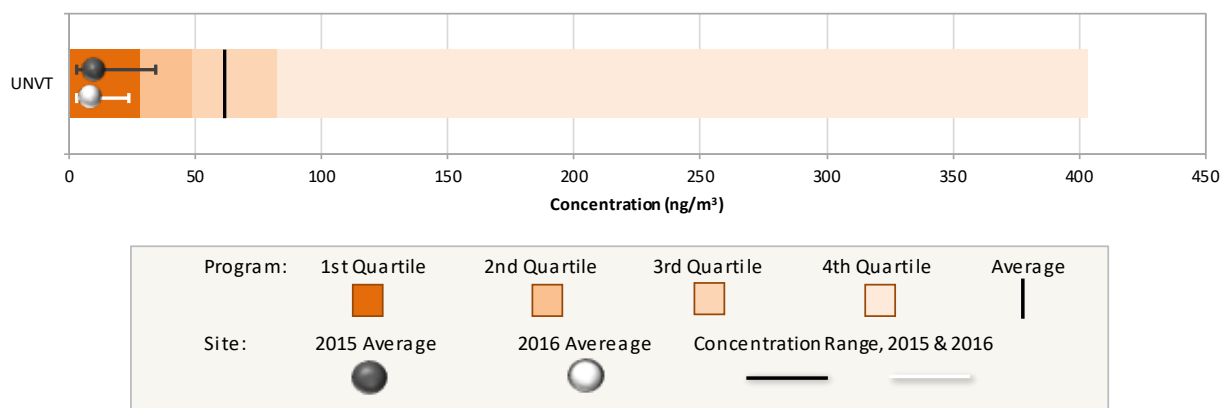 UNVT
0 50 100 150 200 250 300 350 400 450
Concentration (ng/m³)
Program: 1st Quartile 2nd Quartile 3rd Quartile 4th Quartile Average
Site: 2015 Average 2016 Avereage Concentration Range, 2015 & 2016